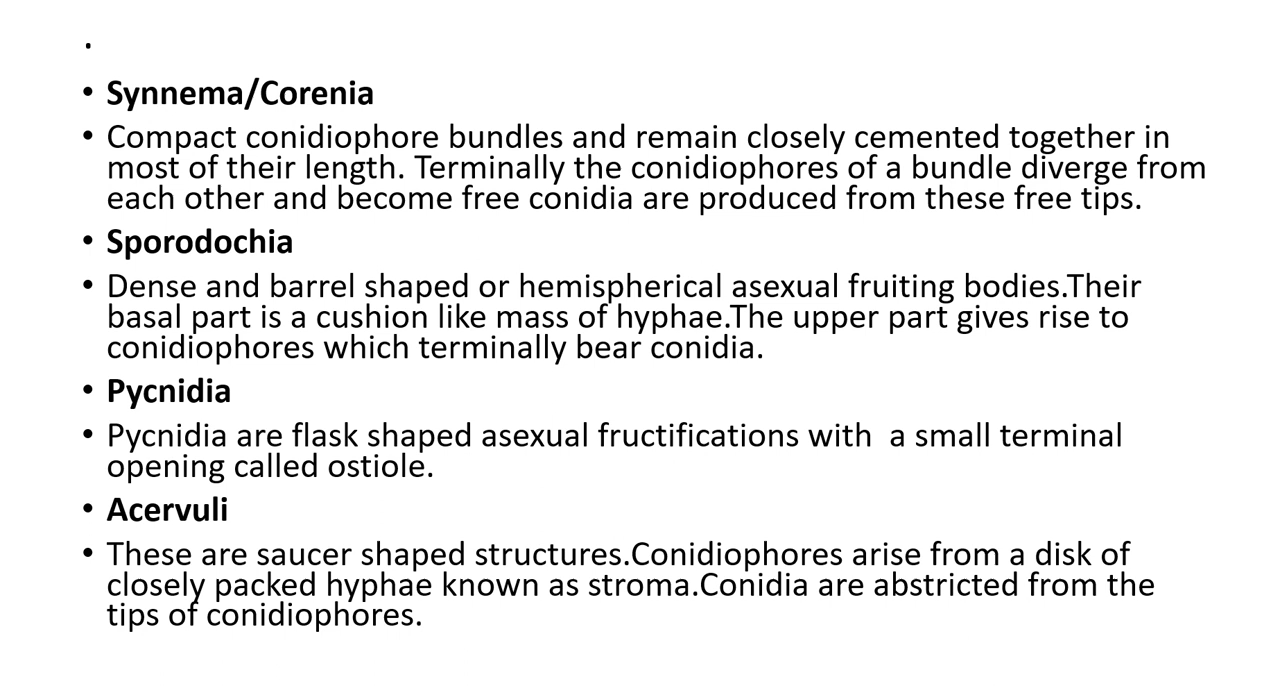 .
• Synnema/Corenia
• Compact conidiophore bundles and remain closely cemented together in
most of their length. Terminally the conidiophores of a bundle diverge from
each other and become free conidia are produced from these free tips.
• Sporodochia
• Dense and barrel shaped or hemispherical asexual fruiting bodies.Their
basal part is a cushion like mass of hyphae.The upper part gives rise to
conidiophores which terminally bear conidia.
• Pycnidia
• Pycnidia are flask shaped asexual fructifications with  a small terminal
opening called ostiole.
• Acervuli
• These are saucer shaped structures.Conidiophores arise from a disk of
closely packed hyphae known as stroma.Conidia are abstricted from the
tips of conidiophores.